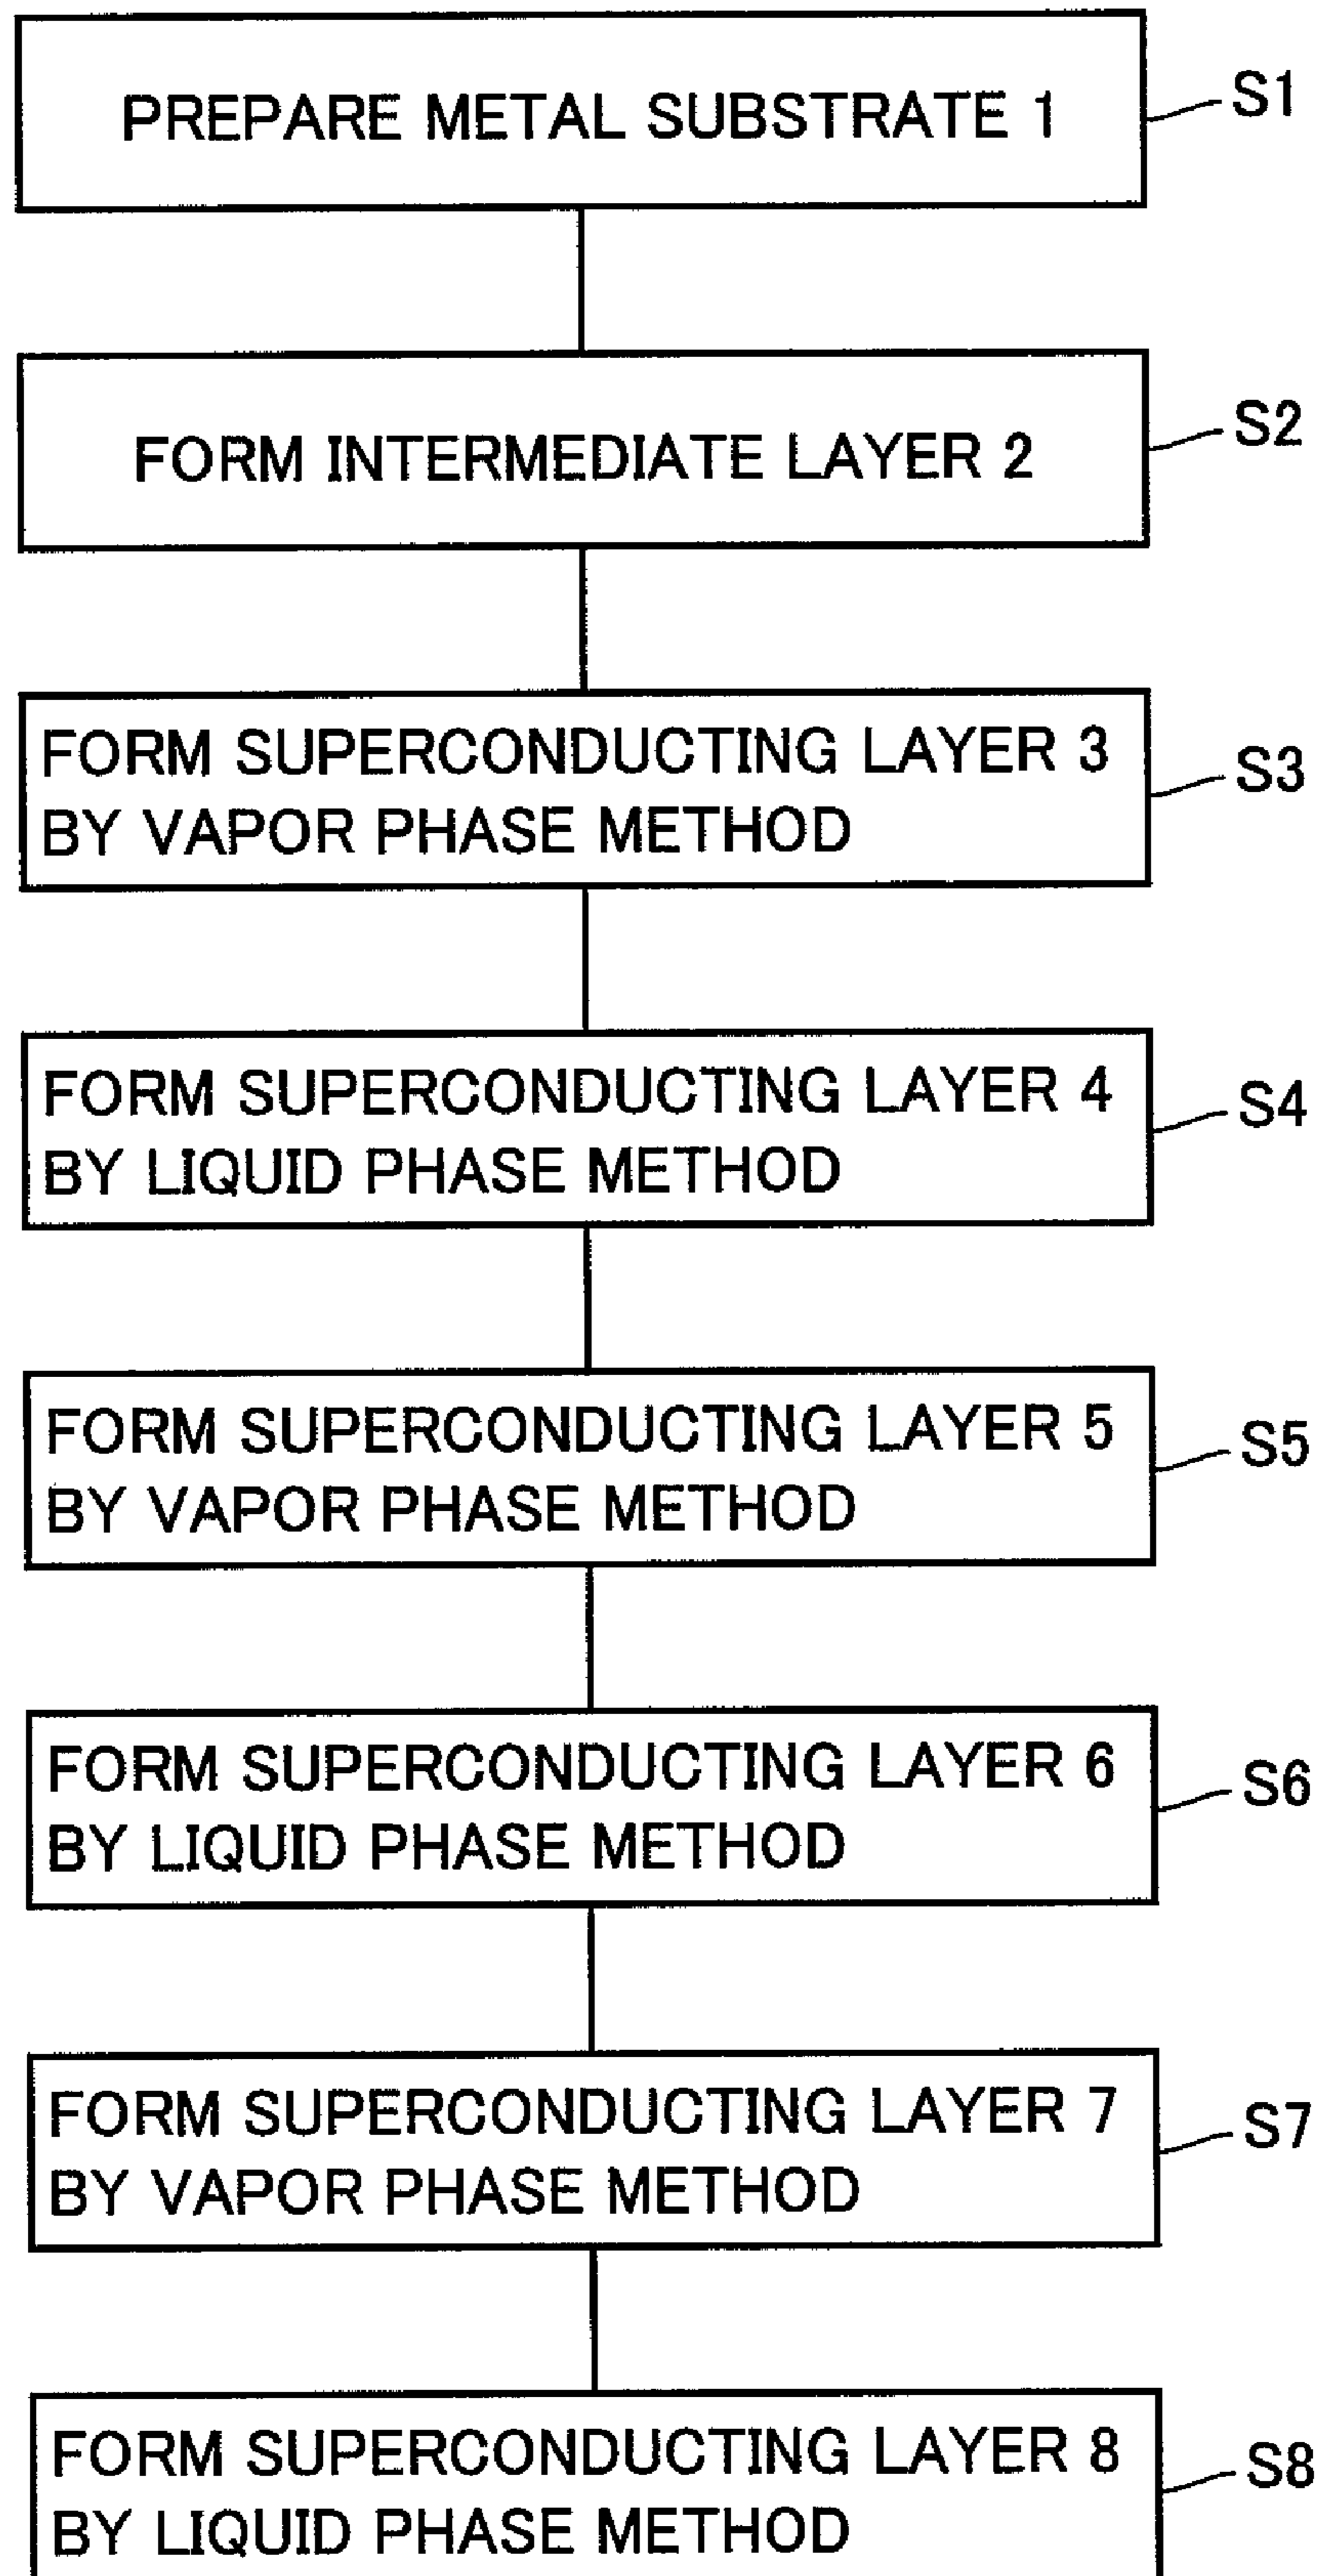 PREPARE METAL SUBSTRATE 1
S1
FORM INTERMEDIATE LAYER 2
S2
FORM SUPERCONDUCTING LAYER 3
BY VAPOR PHASE METHOD
S3
FORM SUPERCONDUCTING LAYER 4
BY LIQUID PHASE METHOD
S4
FORM SUPERCONDUCTING LAYER 5
BY VAPOR PHASE METHOD
S5
FORM SUPERCONDUCTING LAYER 6
BY LIQUID PHASE METHOD
S6
FORM SUPERCONDUCTING LAYER 7
BY VAPOR PHASE METHOD
S7
FORM SUPERCONDUCTING LAYER 8
BY LIQUID PHASE METHOD
S8